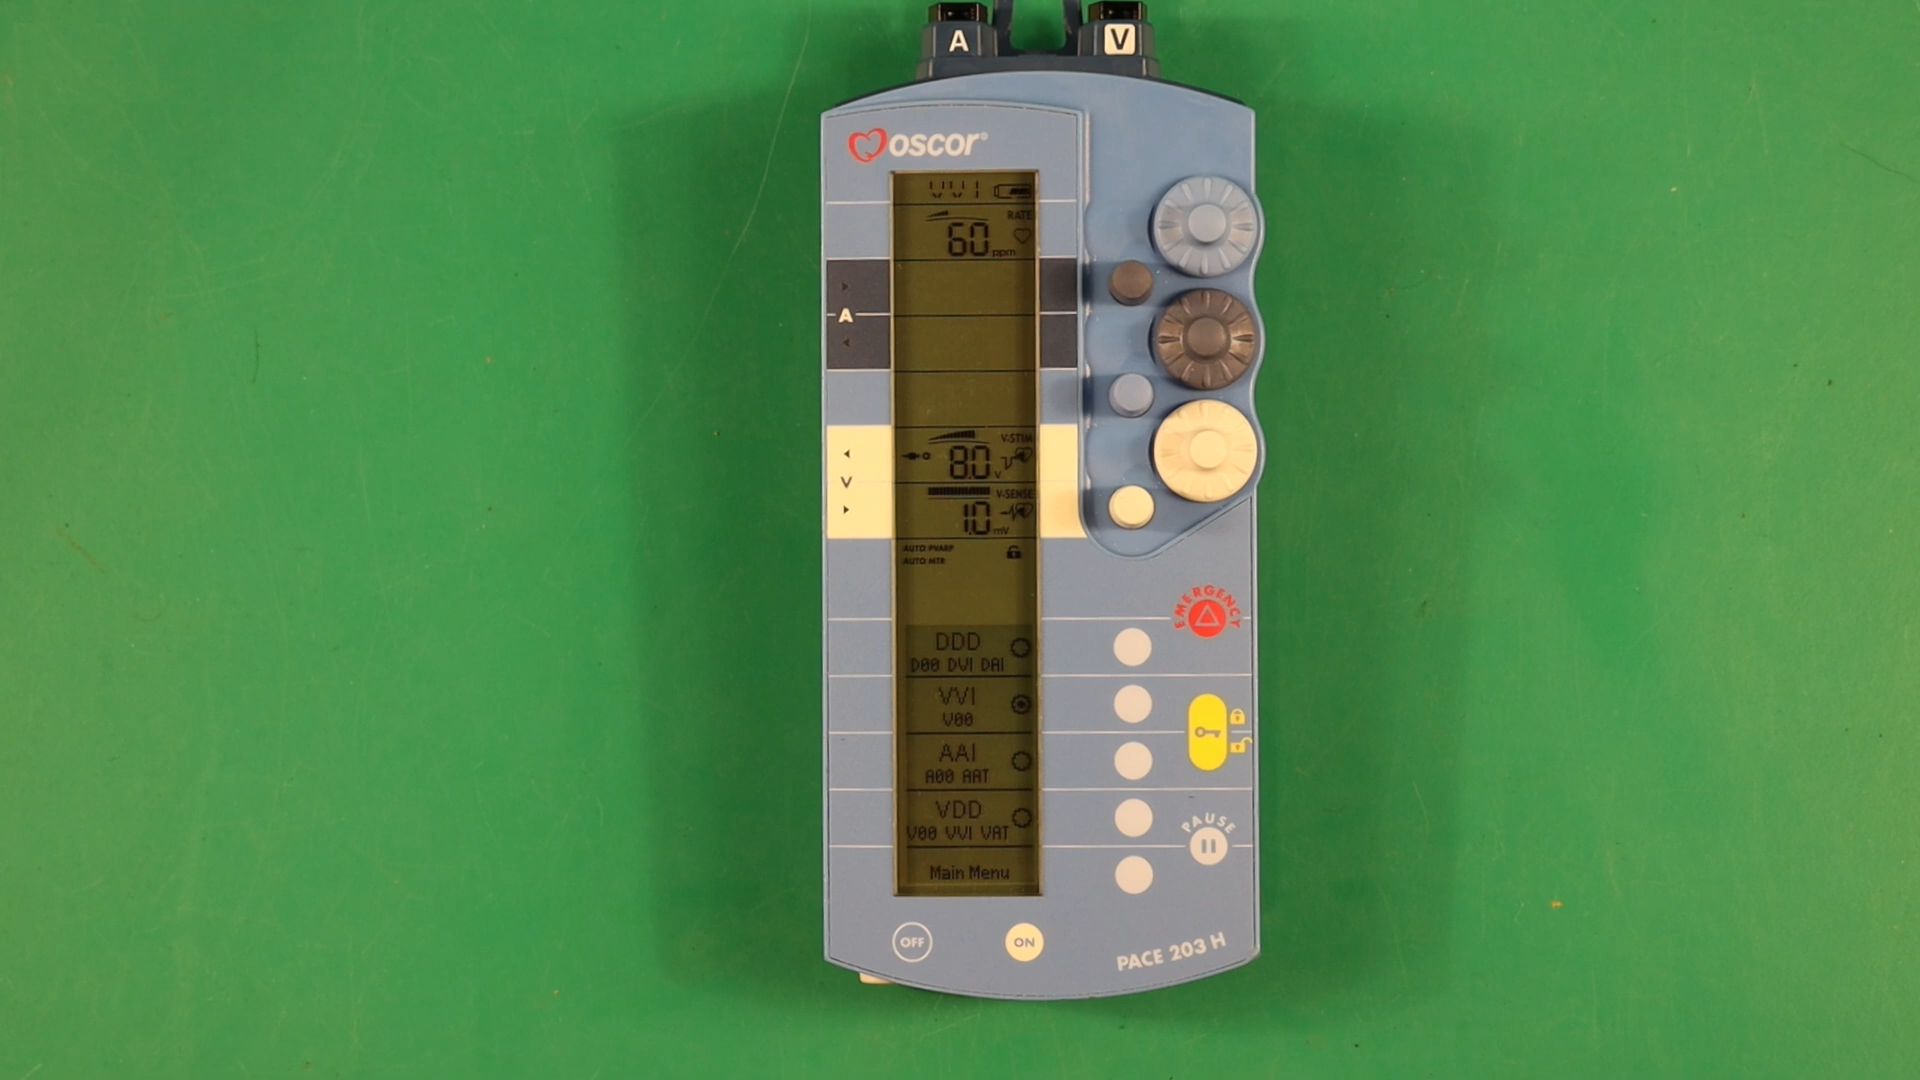 A V
oscor®
VVI
RATE
60 ppm
A
V-STIM
8.0 V
V
V-SENSE
1.0 mV
AUTO PVARP
AUTO MTR
EMERGENCY
DDD
D00 DVI DAI
VVI
V00
AAI
A00 AAT
VDD
V00 VVI VAT
PAUSE
Main Menu
OFF ON
PACE 203 H